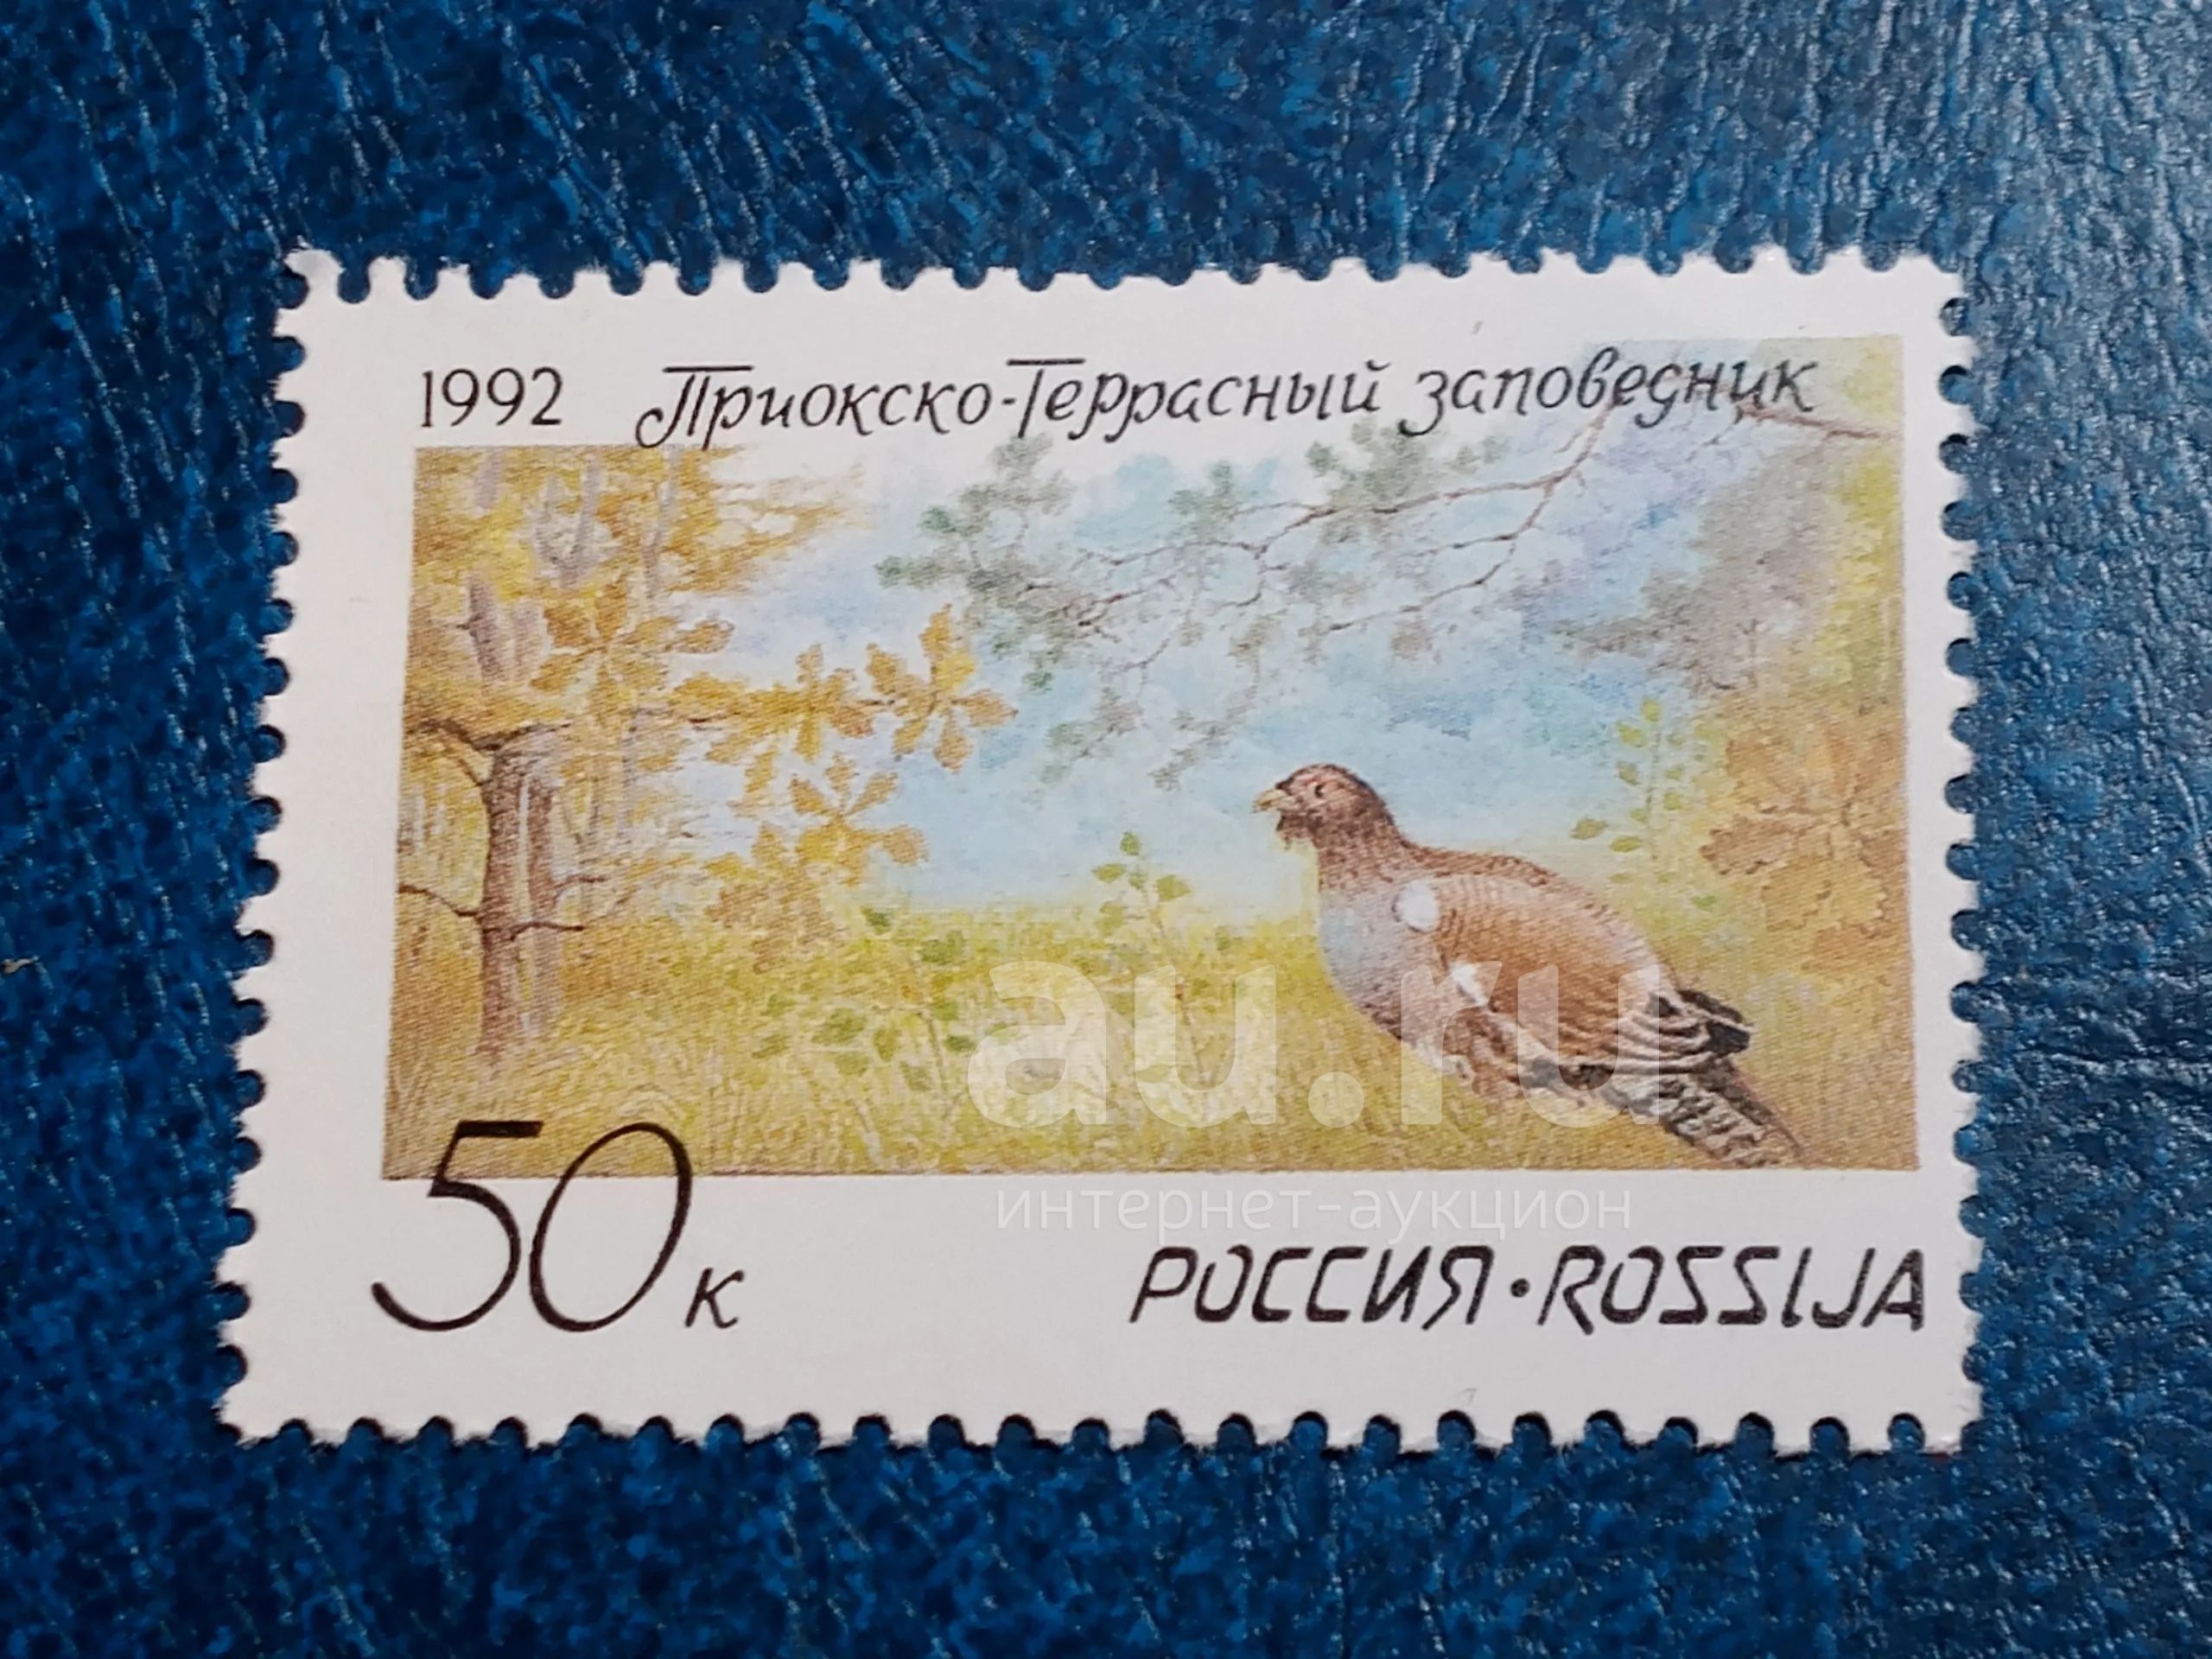 1992 Приокско-Террасный заповедник
au.ru
интернет-аукцион
50 к
РОССИЯ • ROSSIJA